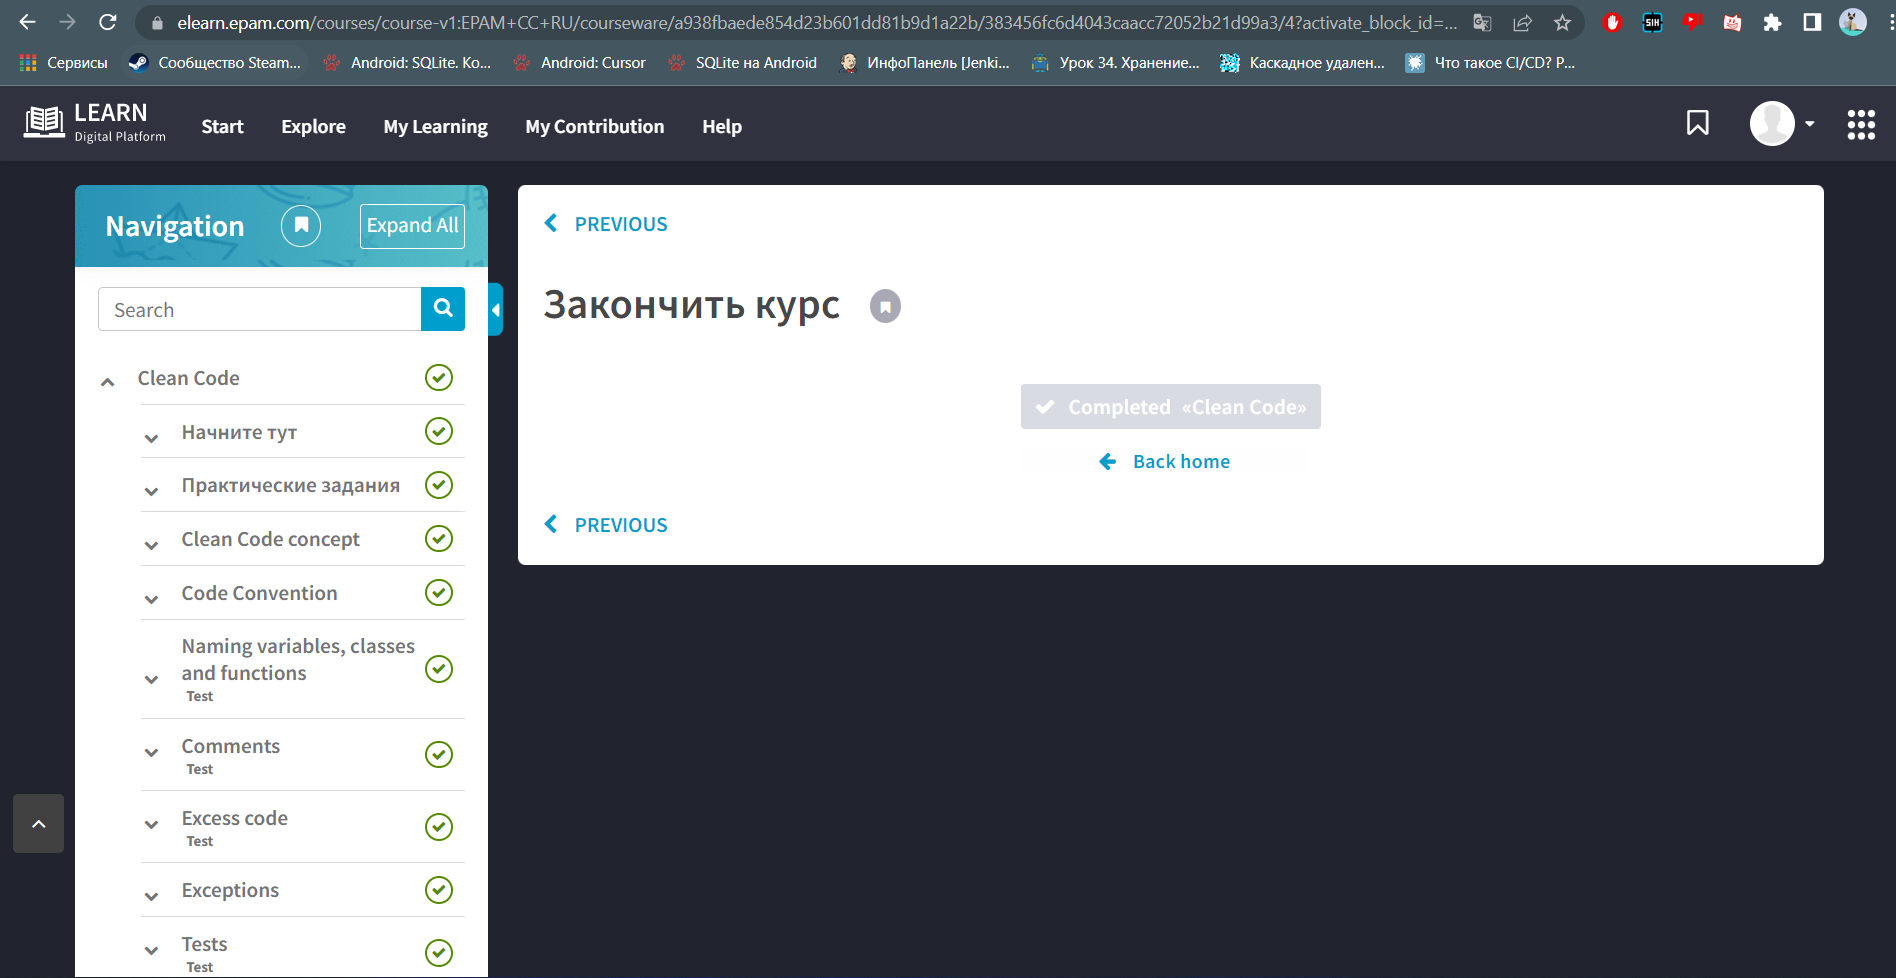 elearn.epam.com/courses/course-v1:EPAM+CC+RU/courseware/a938fbaede854d23b601dd81b9d1a22b/383456fc6d4043caacc72052b21d99a3/4?activate_block_id=...
SIH
Сервисы
Сообщество Steam...
Android: SQLite. Ко...
Android: Cursor
SQLite на Android
ИнфоПанель [Jenki...
Урок 34. Хранение...
Каскадное удален...
Что такое CI/CD? Р...
LEARN
Digital Platform
Start
Explore
My Learning
My Contribution
Help
Navigation
Expand All
Search
Clean Code
Начните тут
Практические задания
Clean Code concept
Code Convention
Naming variables, classes
and functions
Test
Comments
Test
Excess code
Test
Exceptions
Tests
Test
PREVIOUS
Закончить курс
Completed «Clean Code»
Back home
PREVIOUS